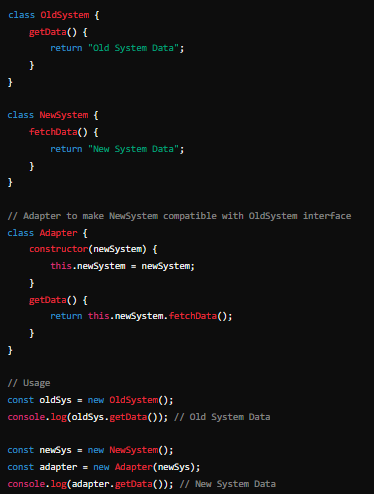 class OldSystem {
    getData() {
        return "Old System Data";
    }
}

class NewSystem {
    fetchData() {
        return "New System Data";
    }
}

// Adapter to make NewSystem compatible with OldSystem interface
class Adapter {
    constructor(newSystem) {
        this.newSystem = newSystem;
    }
    getData() {
        return this.newSystem.fetchData();
    }
}

// Usage
const oldSys = new OldSystem();
console.log(oldSys.getData()); // Old System Data

const newSys = new NewSystem();
const adapter = new Adapter(newSys);
console.log(adapter.getData()); // New System Data